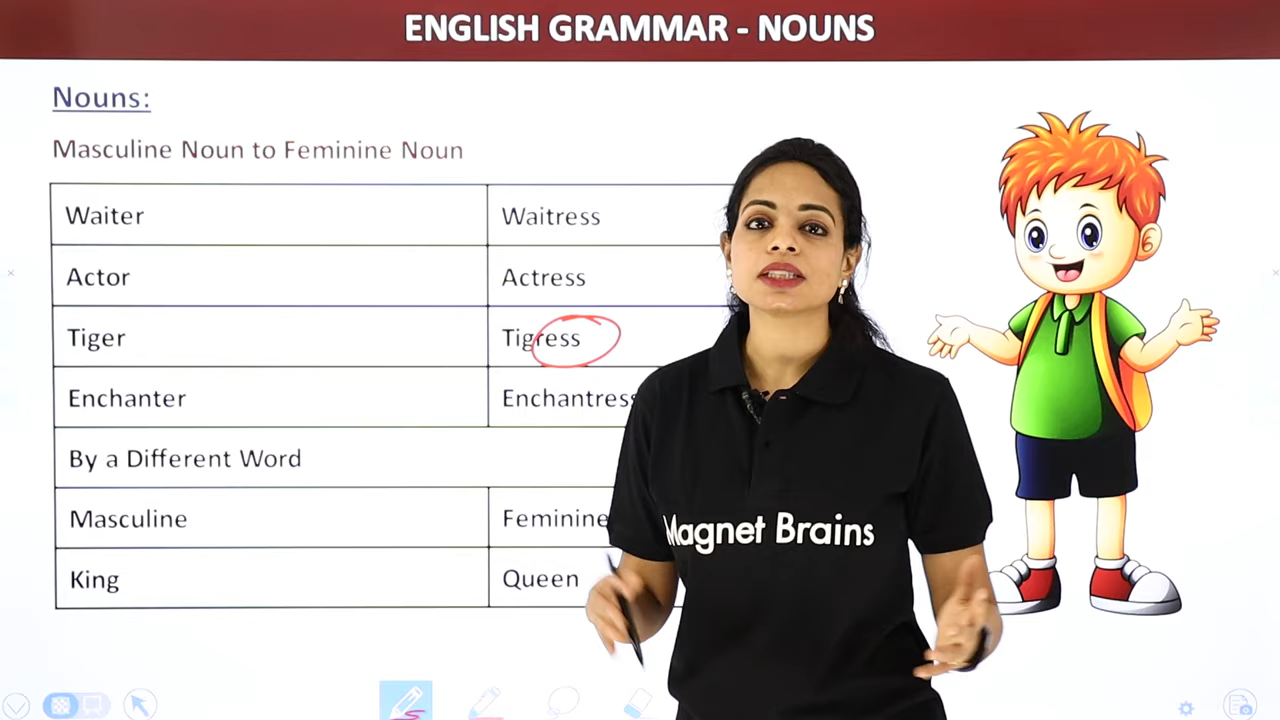 ENGLISH GRAMMAR - NOUNS
Nouns:
Masculine Noun to Feminine Noun
Waiter Waitress
Actor Actress
Tiger Tigress
Enchanter Enchantress
By a Different Word
Masculine Feminine
King Queen
Magnet Brains